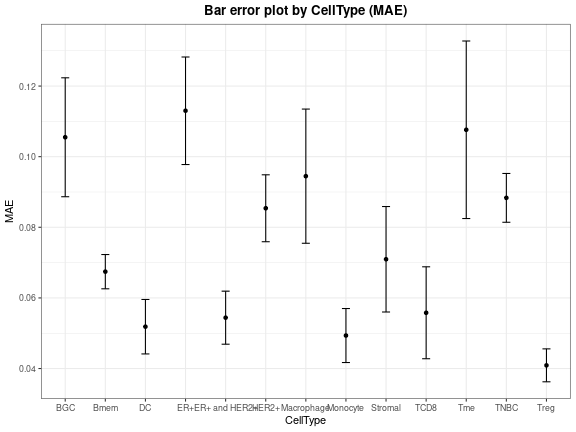 Bar error plot by CellType (MAE)
0.12
0.10
0.08
0.06
0.04
MAE
BGC Bmem DC ER+ ER+ and HER2+ HER2+ Macrophage Monocyte Stromal TCD8 Tme TNBC Treg
CellType